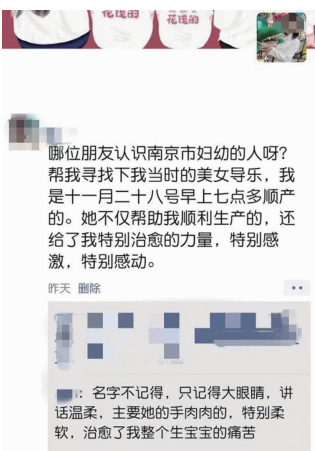 花浅的
花浅的
哪位朋友认识南京市妇幼的人呀?
帮我寻找下我当时的美女导乐，我
是十一月二十八号早上七点多顺产
的。她不仅帮助我顺利生产的，还
给了我特别治愈的力量，特别感
激，特别感动。
昨天 删除
：名字不记得，只记得大眼睛，讲
话温柔，主要她的手肉肉的，特别柔
软，治愈了我整个生宝宝的痛苦